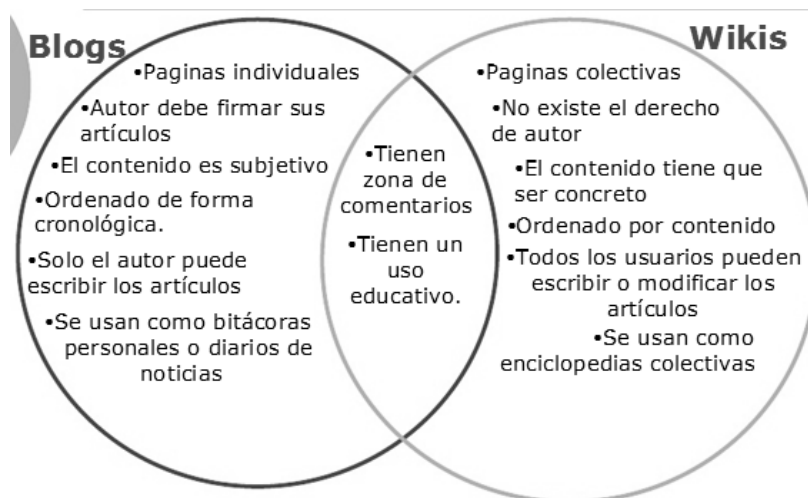 Blogs
•Paginas individuales
•Autor debe firmar sus
artículos
•El contenido es subjetivo
•Ordenado de forma
cronológica.
•Solo el autor puede
escribir los artículos
•Se usan como bitácoras
personales o diarios de
noticias
•Tienen
zona de
comentarios
•Tienen un
uso
educativo.
Wikis
•Paginas colectivas
•No existe el derecho
de autor
•El contenido tiene que
ser concreto
•Ordenado por contenido
•Todos los usuarios pueden
escribir o modificar los
artículos
•Se usan como
enciclopedias colectivas